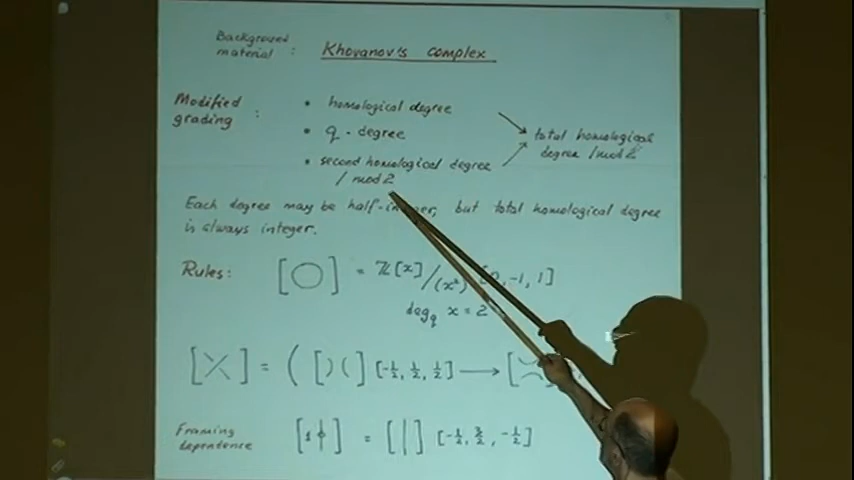 Background
material : Khovanov's complex
Modified
grading :
• homological degree
• q - degree
• second homological degree
/ mod 2
total homological
degree / mod 2
Each degree may be half-integer, but total homological degree
is always integer.
Rules: [○] = ℤ[x]/(x²) [0, -1, 1]
deg_q x = 2
[╳] = ( [)(] [-½, ½, ½] ⟶ [≍]
Framing
dependence [|] = [|] [-½, 3/2, -½]